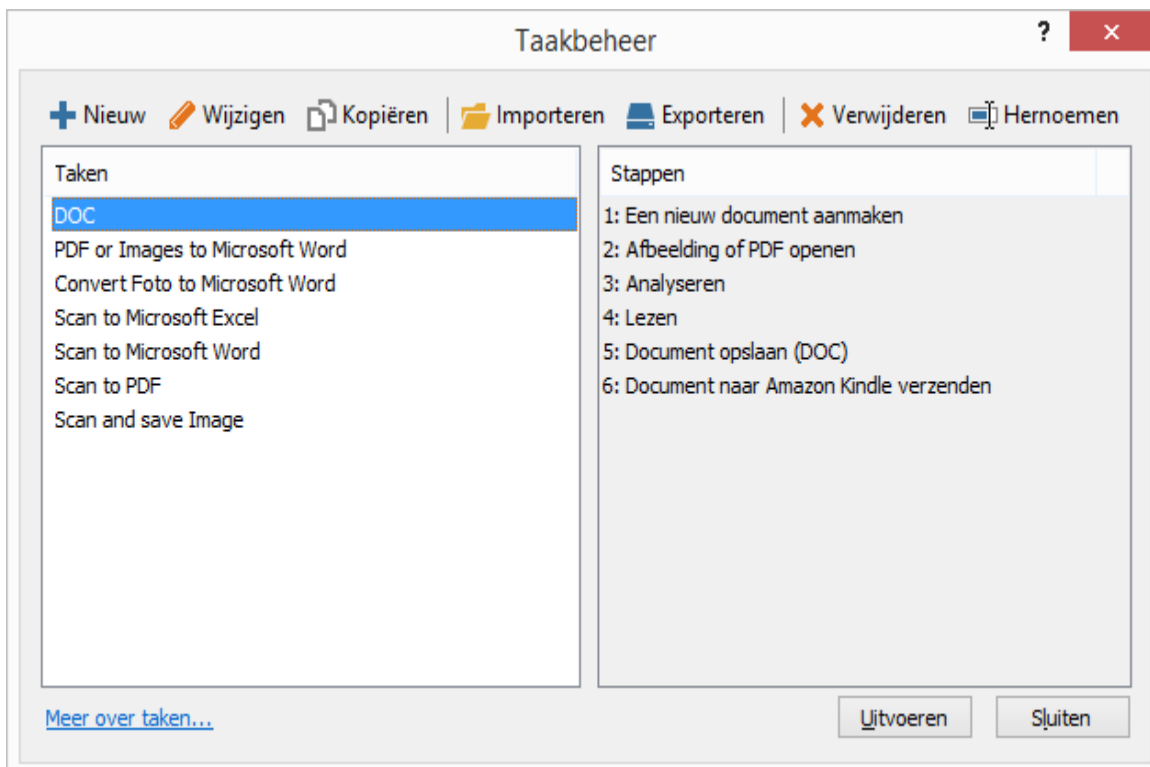 Taakbeheer
?
Nieuw Wijzigen Kopiëren Importeren Exporteren Verwijderen Hernoemen
Taken
DOC
PDF or Images to Microsoft Word
Convert Foto to Microsoft Word
Scan to Microsoft Excel
Scan to Microsoft Word
Scan to PDF
Scan and save Image
Stappen
1: Een nieuw document aanmaken
2: Afbeelding of PDF openen
3: Analyseren
4: Lezen
5: Document opslaan (DOC)
6: Document naar Amazon Kindle verzenden
Meer over taken...
Uitvoeren
Sluiten